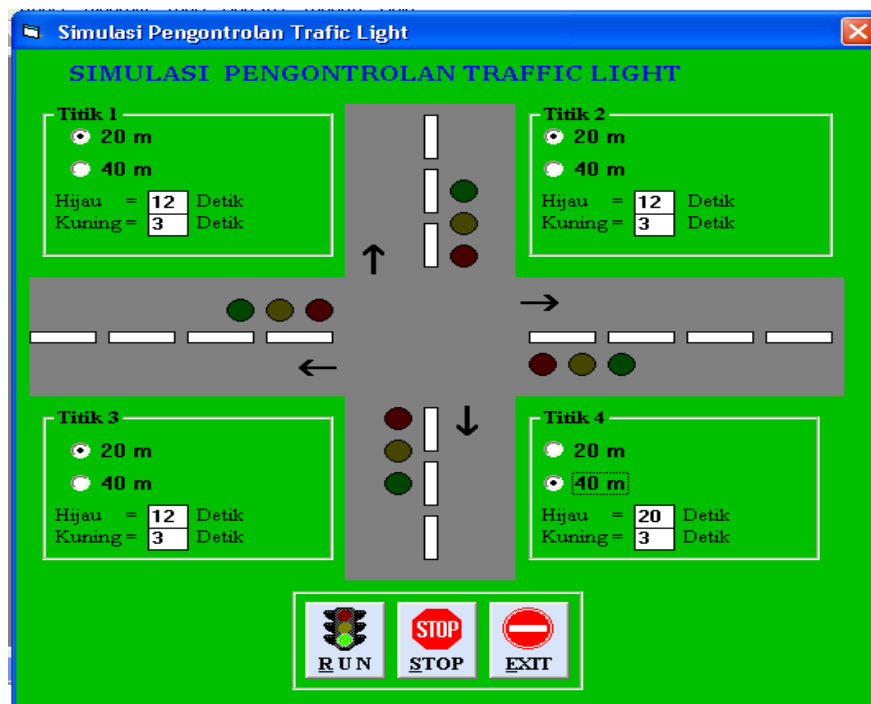 Simulasi Pengontrolan Trafic Light
SIMULASI PENGONTROLAN TRAFFIC LIGHT
Titik 1
20 m
40 m
Hijau = 12 Detik
Kuning = 3 Detik
Titik 2
20 m
40 m
Hijau = 12 Detik
Kuning = 3 Detik
Titik 3
20 m
40 m
Hijau = 12 Detik
Kuning = 3 Detik
Titik 4
20 m
40 m
Hijau = 20 Detik
Kuning = 3 Detik
STOP
RUN
STOP
EXIT